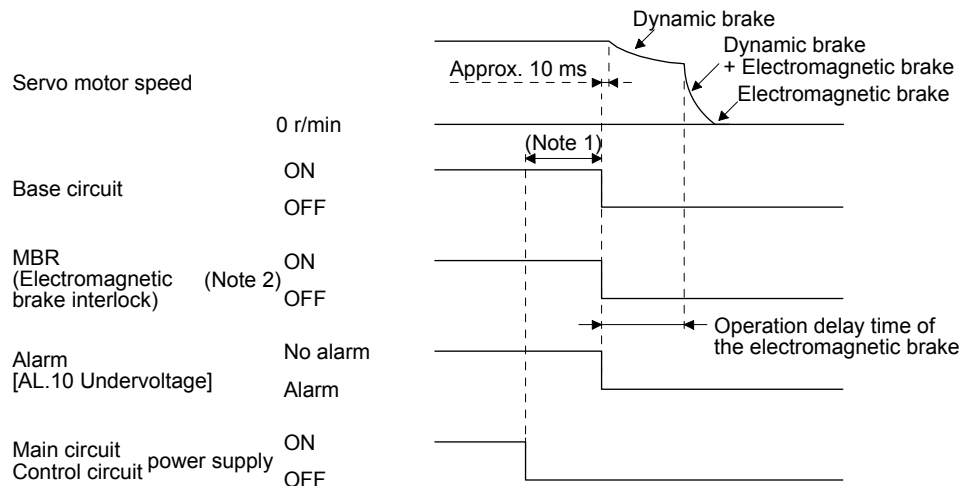 Dynamic brake
Dynamic brake
+ Electromagnetic brake
Electromagnetic brake
Approx. 10 ms
Servo motor speed
0 r/min
(Note 1)
ON
Base circuit
OFF
MBR
(Electromagnetic
brake interlock)
(Note 2)
ON
OFF
Operation delay time of
the electromagnetic brake
No alarm
Alarm
[AL.10 Undervoltage]
Alarm
Main circuit
Control circuit
power supply
ON
OFF